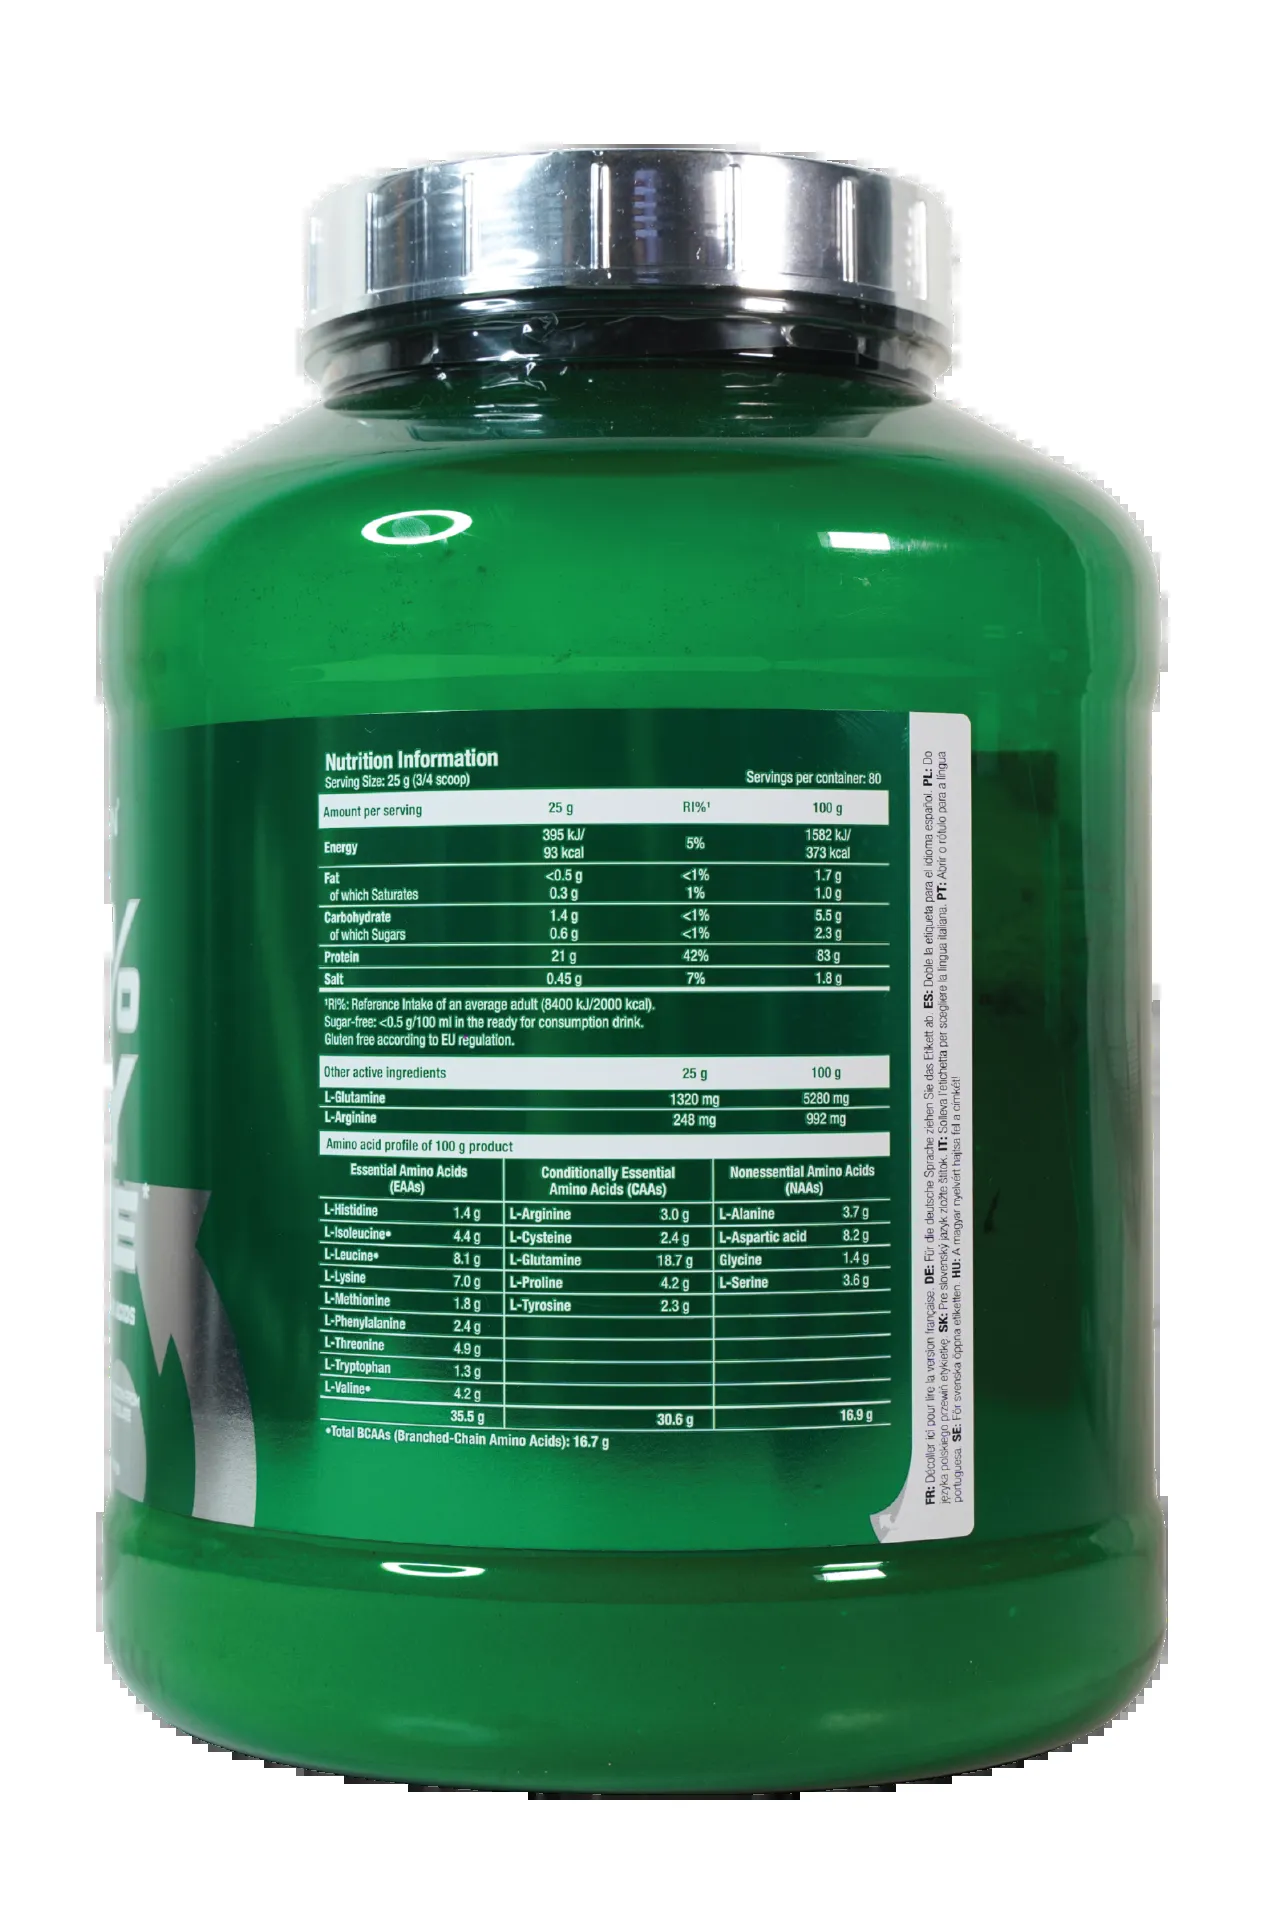 Nutrition Information
Serving Size: 25 g (3/4 scoop) Servings per container: 80
Amount per serving 25 g RI%¹ 100 g
Energy 395 kJ/ 93 kcal 5% 1582 kJ/ 373 kcal
Fat <0.5 g <1% 1.7 g
of which Saturates 0.3 g 1% 1.0 g
Carbohydrate 1.4 g <1% 5.5 g
of which Sugars 0.6 g <1% 2.3 g
Protein 21 g 42% 83 g
Salt 0.45 g 7% 1.8 g
¹RI%: Reference Intake of an average adult (8400 kJ/2000 kcal).
Sugar-free: <0.5 g/100 ml in the ready for consumption drink.
Gluten free according to EU regulation.
Other active ingredients 25 g 100 g
L-Glutamine 1320 mg 5280 mg
L-Arginine 248 mg 992 mg
Amino acid profile of 100 g product
Essential Amino Acids (EAAs) Conditionally Essential Amino Acids (CAAs) Nonessential Amino Acids (NAAs)
L-Histidine 1.4 g L-Arginine 3.0 g L-Alanine 3.7 g
L-Isoleucine• 4.4 g L-Cysteine 2.4 g L-Aspartic acid 8.2 g
L-Leucine• 8.1 g L-Glutamine 18.7 g Glycine 1.4 g
L-Lysine 7.0 g L-Proline 4.2 g L-Serine 3.6 g
L-Methionine 1.8 g L-Tyrosine 2.3 g
L-Phenylalanine 2.4 g
L-Threonine 4.9 g
L-Tryptophan 1.3 g
L-Valine• 4.2 g
35.5 g 30.6 g 16.9 g
•Total BCAAs (Branched-Chain Amino Acids): 16.7 g
FR: Décoller ici pour lire la version française. DE: Für die deutsche Sprache ziehen Sie das Etikett ab. ES: Doble la etiqueta para el idioma español. PL: Do
języka polskiego przewiń etykietkę. SK: Pre slovenský jazyk zložte štítok. IT: Solleva l'etichetta per scegliere la lingua italiana. PT: Abrir o rótulo para a língua
portuguesa. SE: För svenska öppna etiketten. HU: A magyar nyelvért hajtsa fel a címkét!